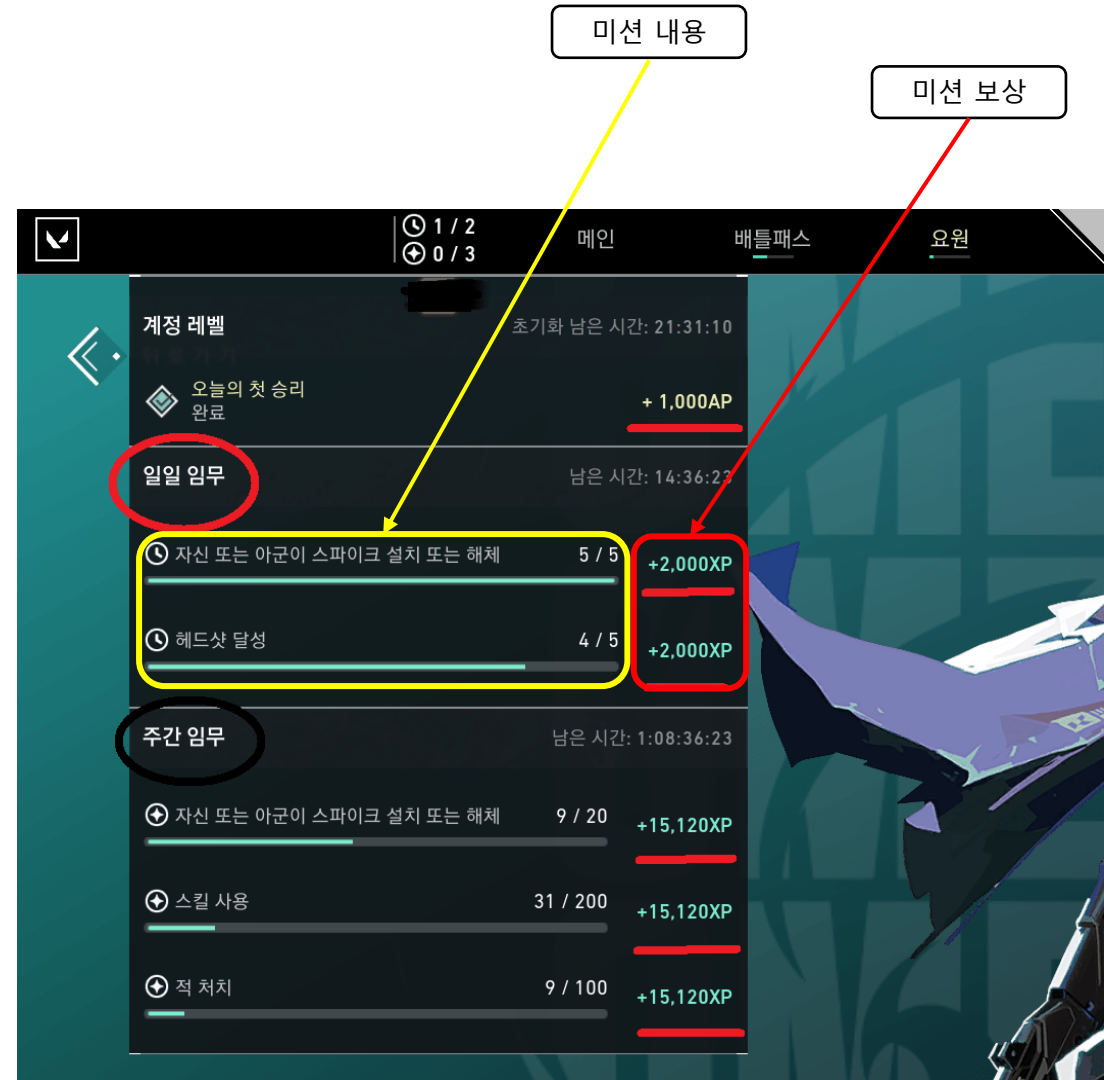 미션 내용
미션 보상
1 / 2
0 / 3
메인
배틀패스
요원
계정 레벨
초기화 남은 시간: 21:31:10
오늘의 첫 승리
완료
+ 1,000AP
일일 임무
남은 시간: 14:36:23
자신 또는 아군이 스파이크 설치 또는 해체 5 / 5 +2,000XP
헤드샷 달성 4 / 5 +2,000XP
주간 임무
남은 시간: 1:08:36:23
자신 또는 아군이 스파이크 설치 또는 해체 9 / 20 +15,120XP
스킬 사용 31 / 200 +15,120XP
적 처치 9 / 100 +15,120XP